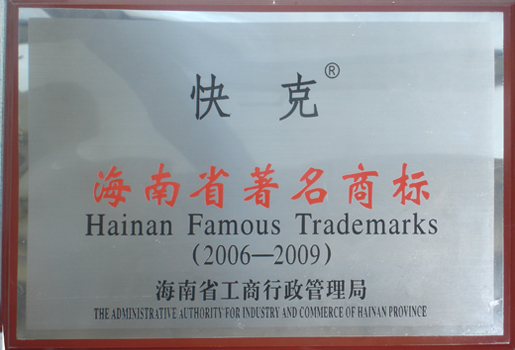 快克®
海南省著名商标
Hainan Famous Trademarks
(2006—2009)
海南省工商行政管理局
THE ADMINISTRATIVE AUTHORITY FOR INDUSTRY AND COMMERCE OF HAINAN PROVINCE